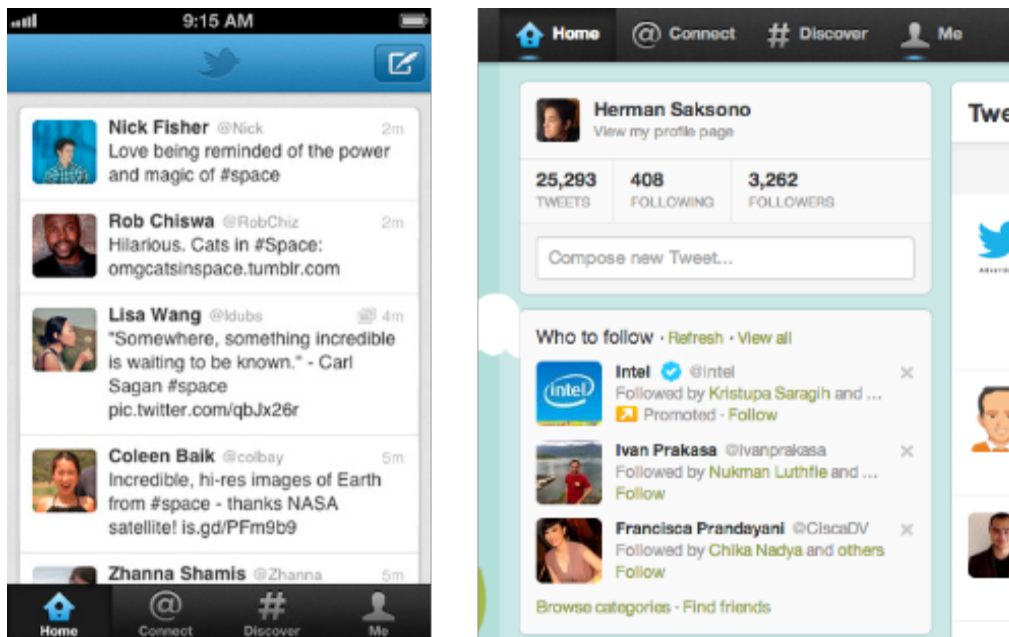 9:15 AM
Nick Fisher @Nick 2m
Love being reminded of the power
and magic of #space
Rob Chiswa @RobChiz 2m
Hilarious. Cats in #Space:
omgcatsinspace.tumblr.com
Lisa Wang @ldubs 4m
"Somewhere, something incredible
is waiting to be known." - Carl
Sagan #space
pic.twitter.com/qbJx26r
Coleen Baik @colbay 5m
Incredible, hi-res images of Earth
from #space - thanks NASA
satellite! is.gd/PFm9b9
Zhanna Shamis @Zhanna 5m
Home Connect Discover Me
Home Connect Discover Me
Herman Saksono
View my profile page
25,293 408 3,262
TWEETS FOLLOWING FOLLOWERS
Compose new Tweet...
Who to follow · Refresh · View all
intel
Intel @intel ×
Followed by Kristupa Saragih and ...
Promoted · Follow
Ivan Prakasa @Ivanprakasa ×
Followed by Nukman Luthfie and ...
Follow
Francisca Prandayani @CiscaDV ×
Followed by Chika Nadya and others
Follow
Browse categories · Find friends
Twe